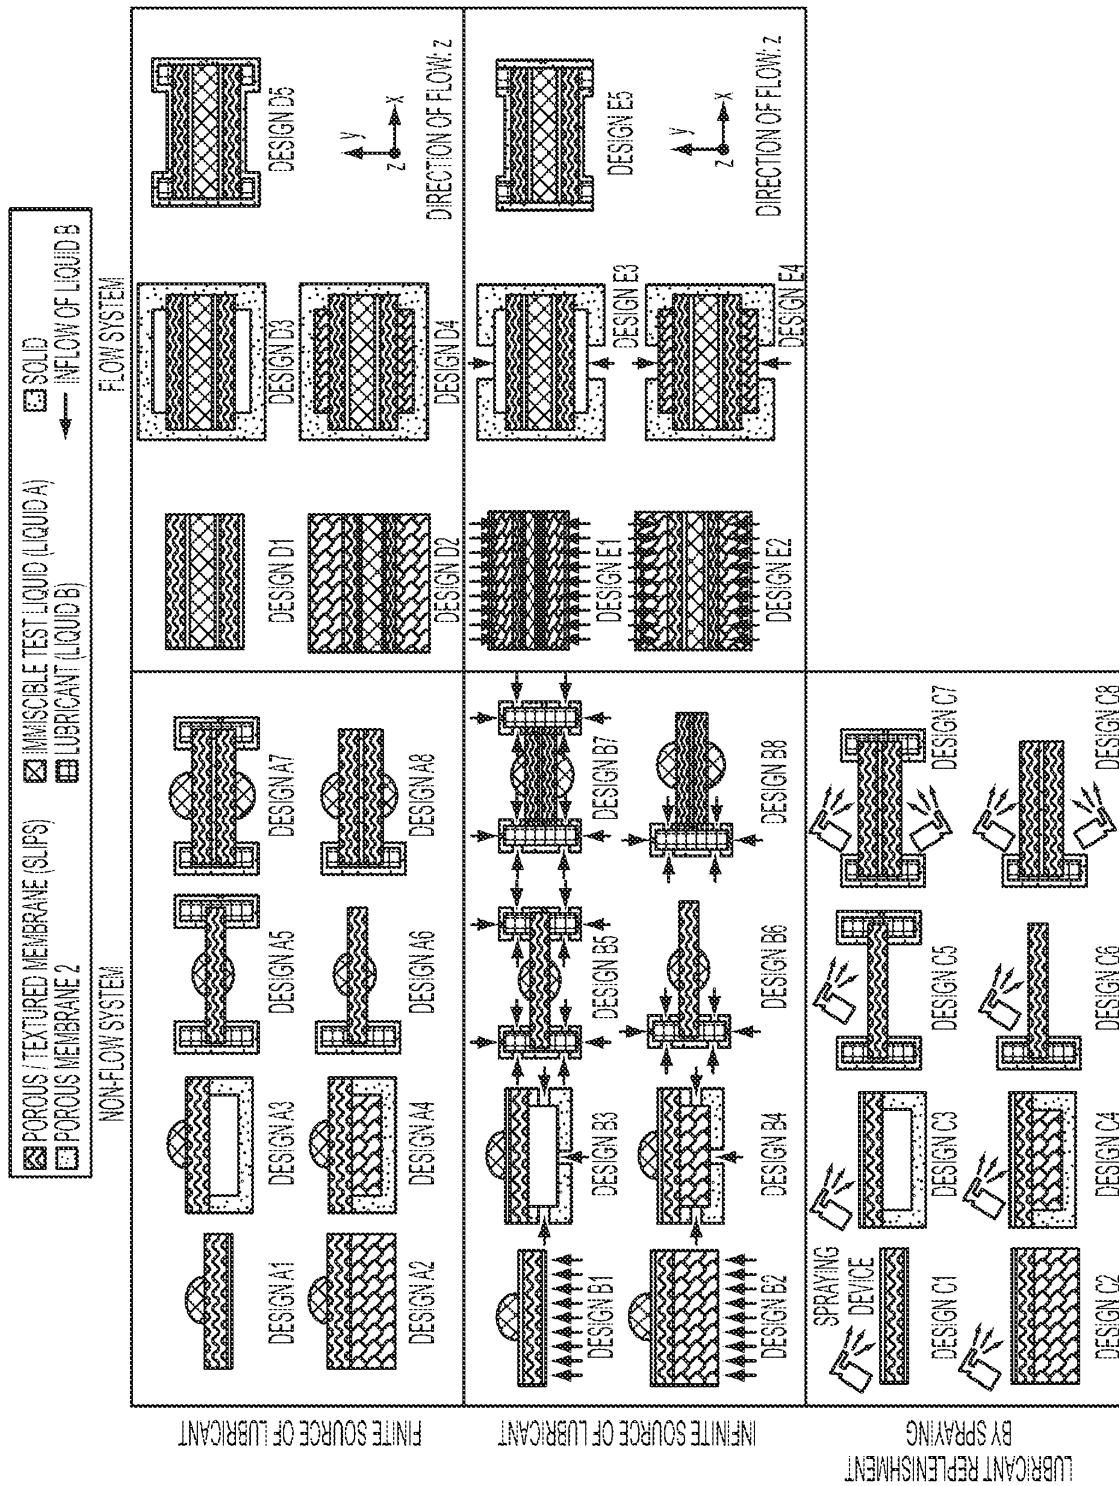 POROUS / TEXTURED MEMBRANE (SLIPS)
IMMISCIBLE TEST LIQUID (LIQUID A)
SOLID
POROUS MEMBRANE 2
LUBRICANT (LIQUID B)
INFLOW OF LIQUID B
NON-FLOW SYSTEM
FLOW SYSTEM
FINITE SOURCE OF LUBRICANT
DESIGN A1
DESIGN A3
DESIGN A5
DESIGN A7
DESIGN A2
DESIGN A4
DESIGN A6
DESIGN A8
DESIGN D1
DESIGN D3
DESIGN D5
DESIGN D2
DESIGN D4
y
z
x
DIRECTION OF FLOW: z
INFINITE SOURCE OF LUBRICANT
DESIGN B1
DESIGN B3
DESIGN B5
DESIGN B7
DESIGN B2
DESIGN B4
DESIGN B6
DESIGN B8
DESIGN E1
DESIGN E3
DESIGN E5
DESIGN E2
DESIGN E4
y
z
x
DIRECTION OF FLOW: z
LUBRICANT REPLENISHMENT
BY SPRAYING
SPRAYING
DEVICE
DESIGN C1
DESIGN C3
DESIGN C5
DESIGN C7
DESIGN C2
DESIGN C4
DESIGN C6
DESIGN C8